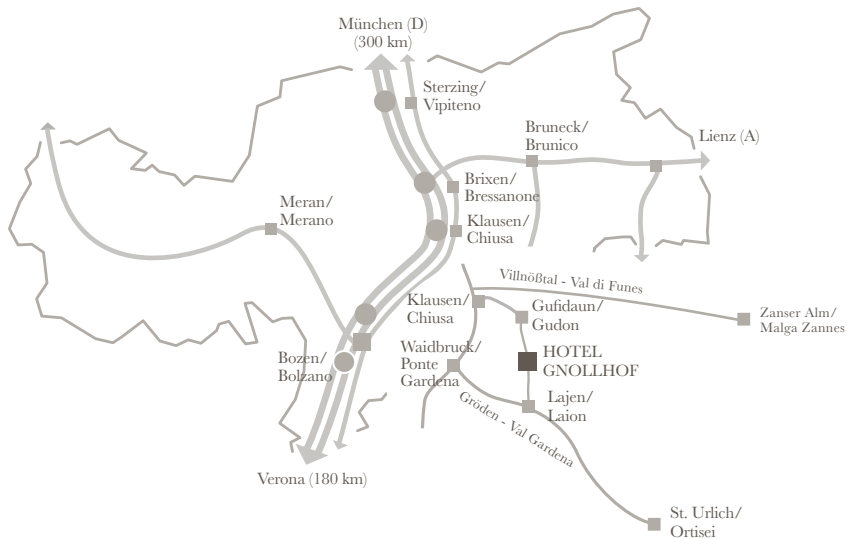 München (D)
(300 km)
Sterzing/
Vipiteno
Bruneck/
Brunico
Lienz (A)
Brixen/
Bressanone
Meran/
Merano
Klausen/
Chiusa
Villnößtal - Val di Funes
Klausen/
Chiusa
Gufidaun/
Gudon
Zanser Alm/
Malga Zannes
Bozen/
Bolzano
Waidbruck/
Ponte
Gardena
HOTEL
GNOLLHOF
Gröden - Val Gardena
Lajen/
Laion
Verona (180 km)
St. Urlich/
Ortisei